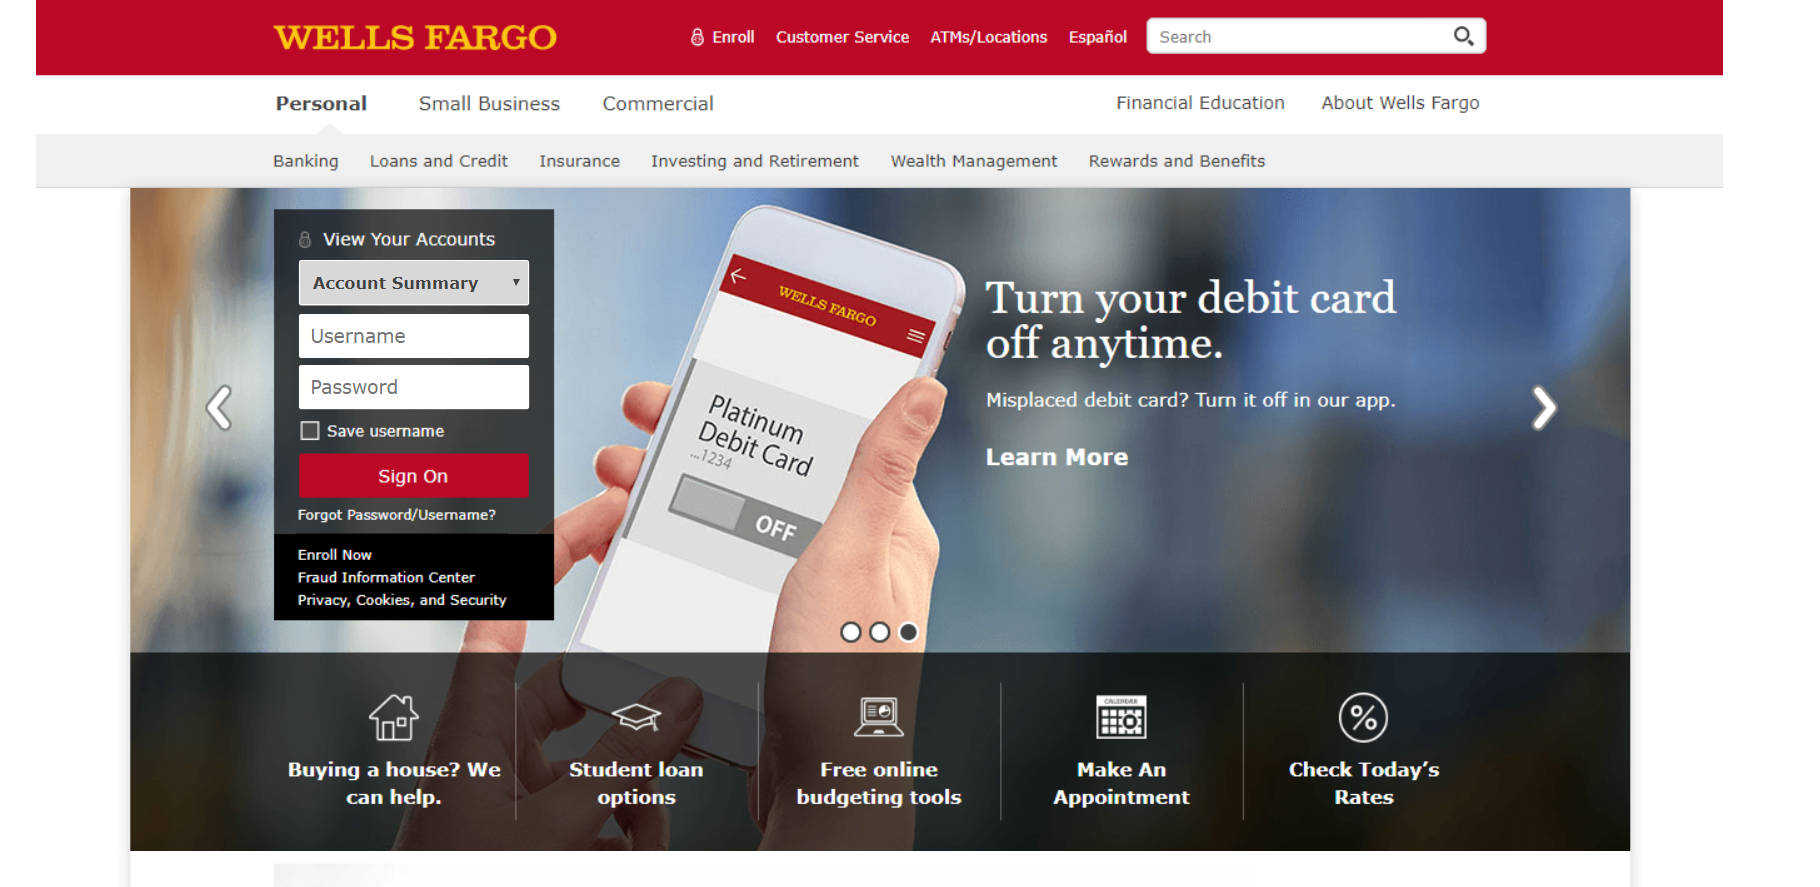 WELLS FARGO
Enroll Customer Service ATMs/Locations Español Search
Personal Small Business Commercial Financial Education About Wells Fargo
Banking Loans and Credit Insurance Investing and Retirement Wealth Management Rewards and Benefits
View Your Accounts
Account Summary
Username
Password
Save username
Sign On
Forgot Password/Username?
Enroll Now
Fraud Information Center
Privacy, Cookies, and Security
WELLS FARGO
Platinum
Debit Card
...1234
OFF
Turn your debit card
off anytime.
Misplaced debit card? Turn it off in our app.
Learn More
Buying a house? We
can help.
Student loan
options
Free online
budgeting tools
CALENDAR
Make An
Appointment
%
Check Today’s
Rates